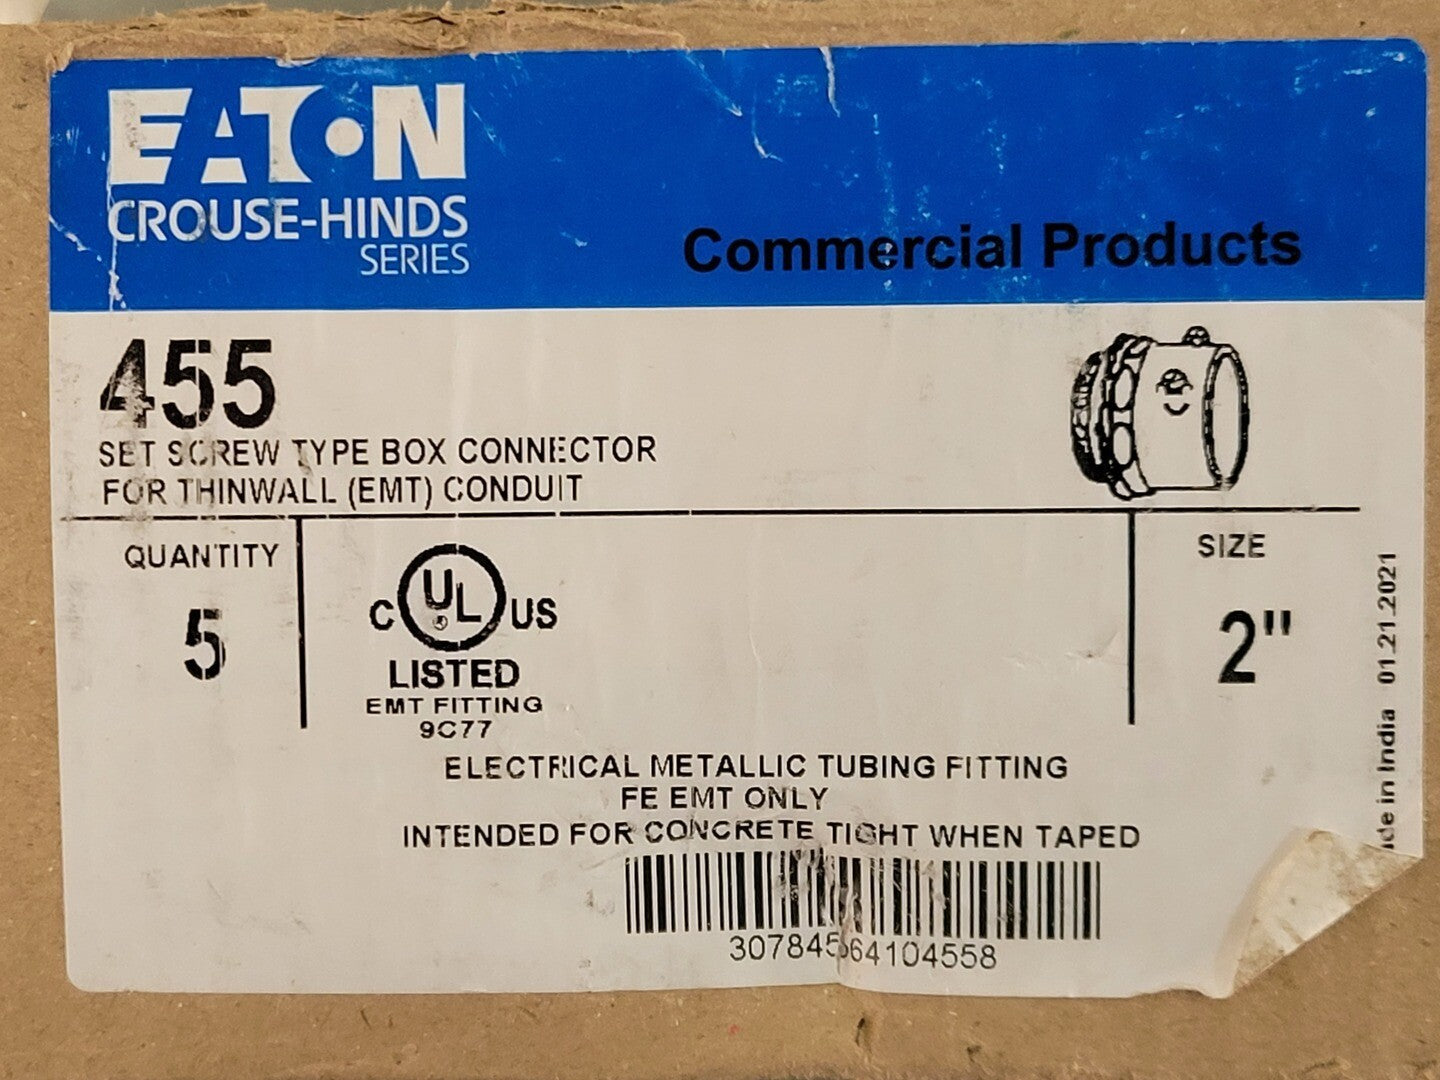 EATON
CROUSE-HINDS
SERIES
Commercial Products
455
SET SCREW TYPE BOX CONNECTOR
FOR THINWALL (EMT) CONDUIT
QUANTITY
5
C UL® US
LISTED
EMT FITTING
9C77
SIZE
2"
in India 01.21.2021
ELECTRICAL METALLIC TUBING FITTING
FE EMT ONLY
INTENDED FOR CONCRETE TIGHT WHEN TAPED
30784564104558